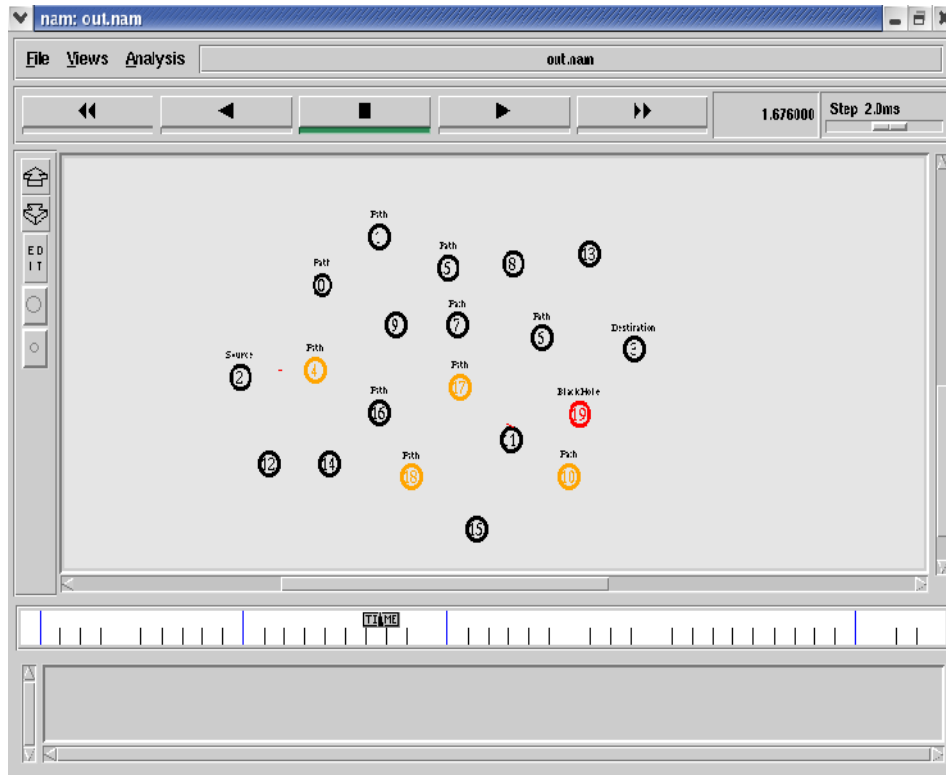 nam: out.nam
File Views Analysis out.nam
1.676000 Step 2.0ms
E D
I T
Path
Path
5
8
13
Path
0
9
Path
7
Path
5
Destination
3
Source
2
Path
4
Path
17
Path
16
BlackHole
19
12
14
Path
18
Path
10
15
TIME